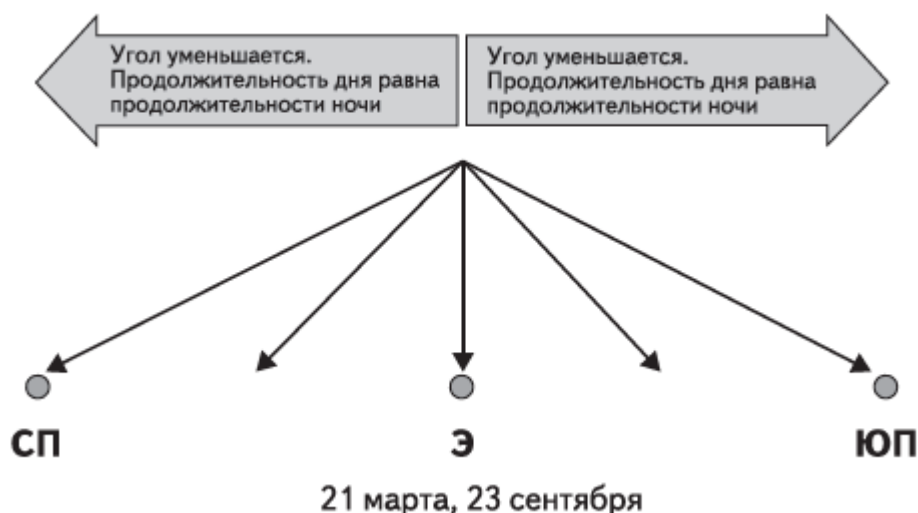 Угол уменьшается.
Продолжительность дня равна
продолжительности ночи
Угол уменьшается.
Продолжительность дня равна
продолжительности ночи
СП
Э
ЮП
21 марта, 23 сентября